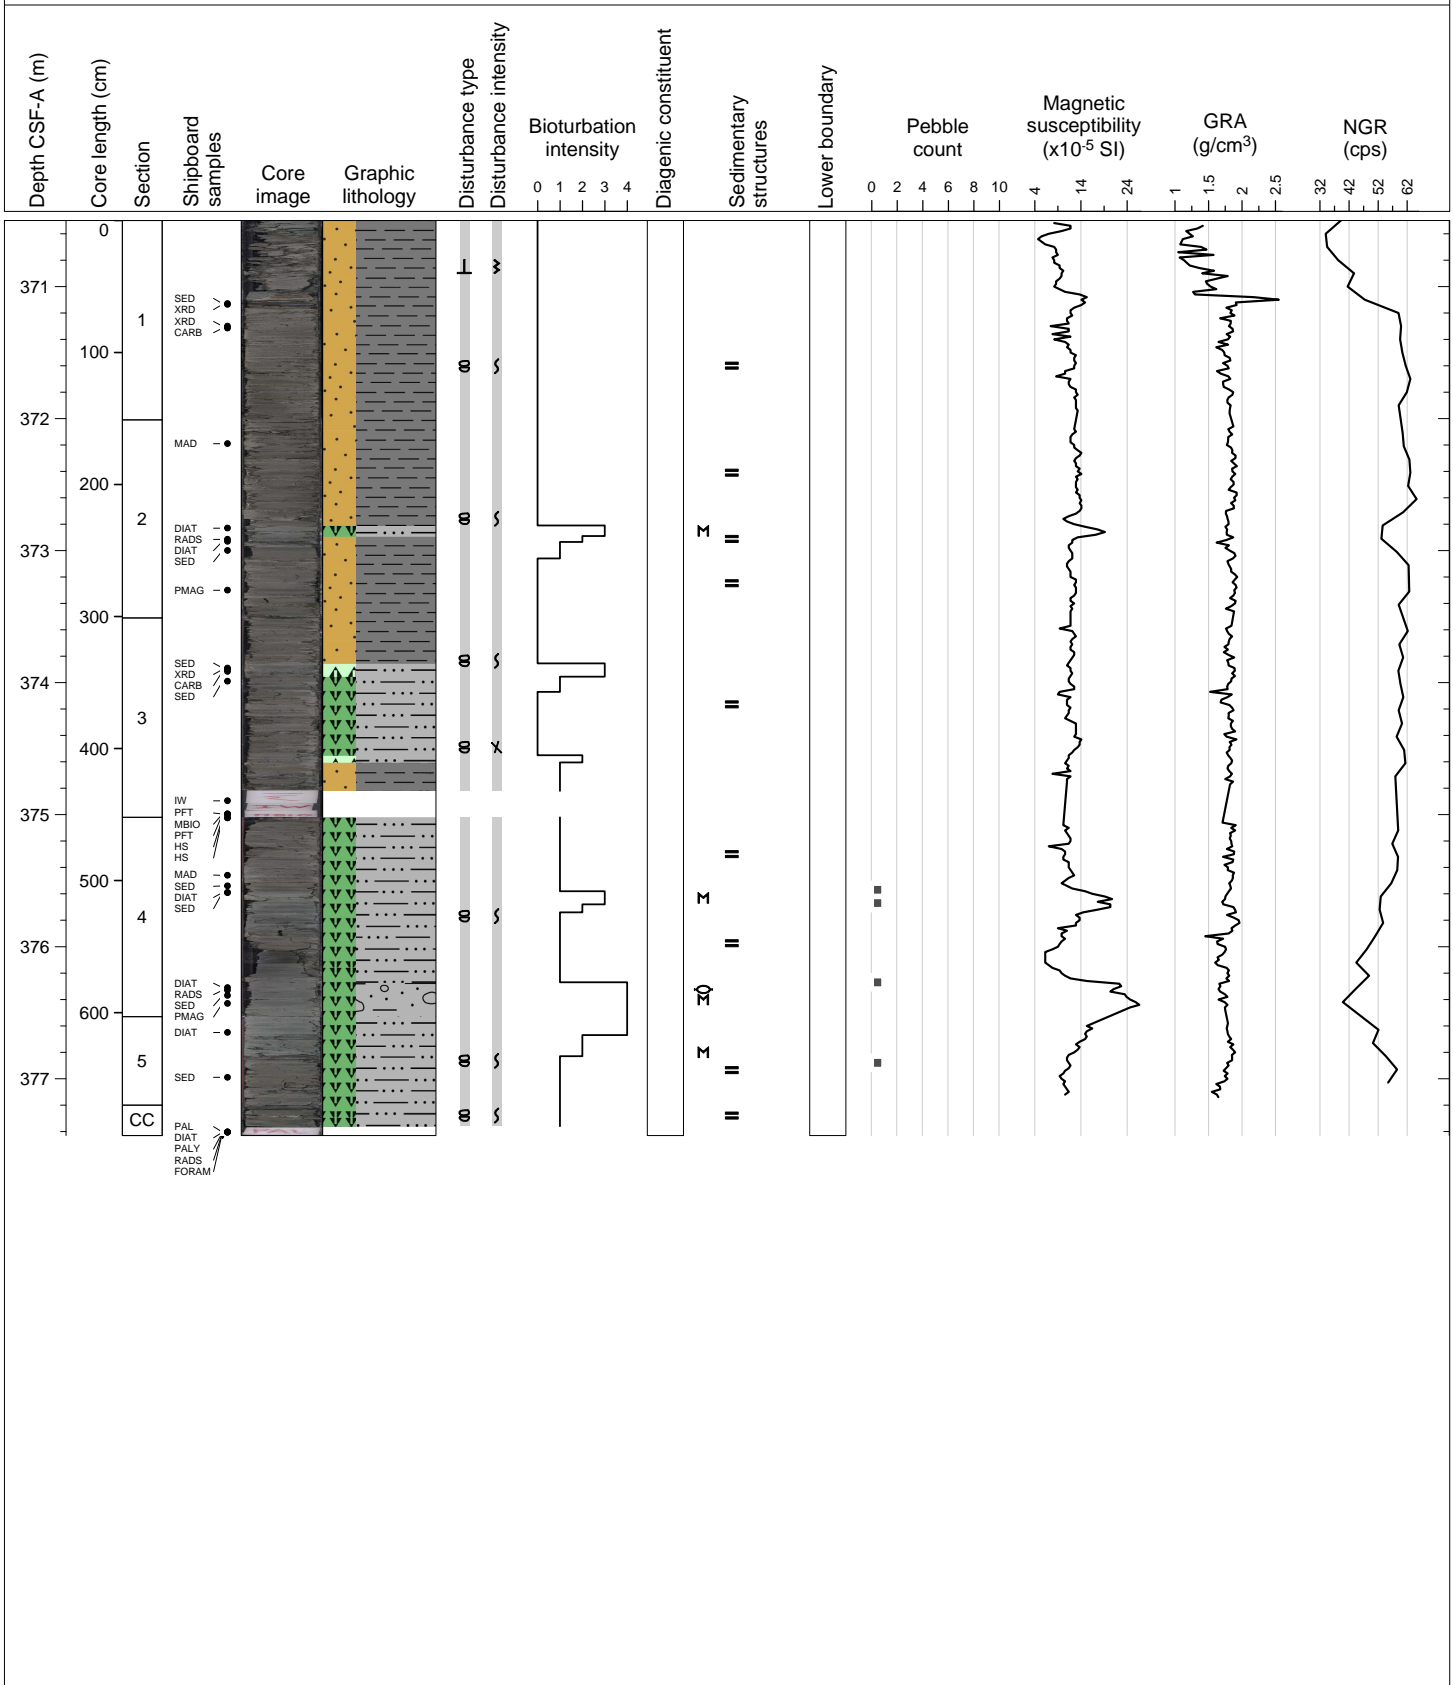 Depth CSF-A (m)
Core length (cm)
Section
Shipboard
samples
Core
image
Graphic
lithology
Disturbance type
Disturbance intensity
Bioturbation
intensity
0 1 2 3 4
Diagenic constituent
Sedimentary
structures
Lower boundary
Pebble
count
0 2 4 6 8 10
Magnetic
susceptibility
(x10-5 SI)
4 14 24
GRA
(g/cm3)
1 1.5 2 2.5
NGR
(cps)
32 42 52 62
0
371
SED
XRD
1
XRD
CARB
100
372
MAD
200
2
DIAT
RADS
DIAT
SED
373
PMAG
300
SED
XRD
CARB
SED
374
3
400
IW
PFT
MBIO
PFT
HS
HS
375
MAD
500
SED
DIAT
SED
4
376
DIAT
RADS
SED
PMAG
600
DIAT
5
SED
377
CC
PAL
DIAT
PALY
RADS
FORAM